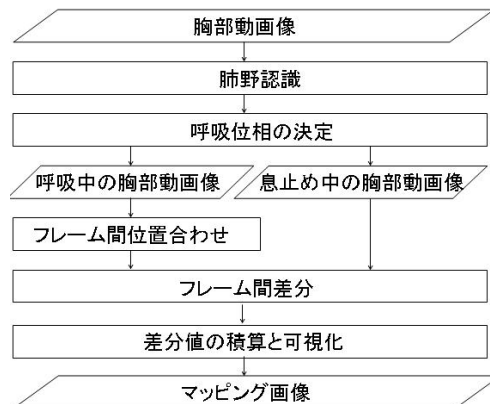 胸部動画像
肺野認識
呼吸位相の決定
呼吸中の胸部動画像
息止め中の胸部動画像
フレーム間位置合わせ
フレーム間差分
差分値の積算と可視化
マッピング画像